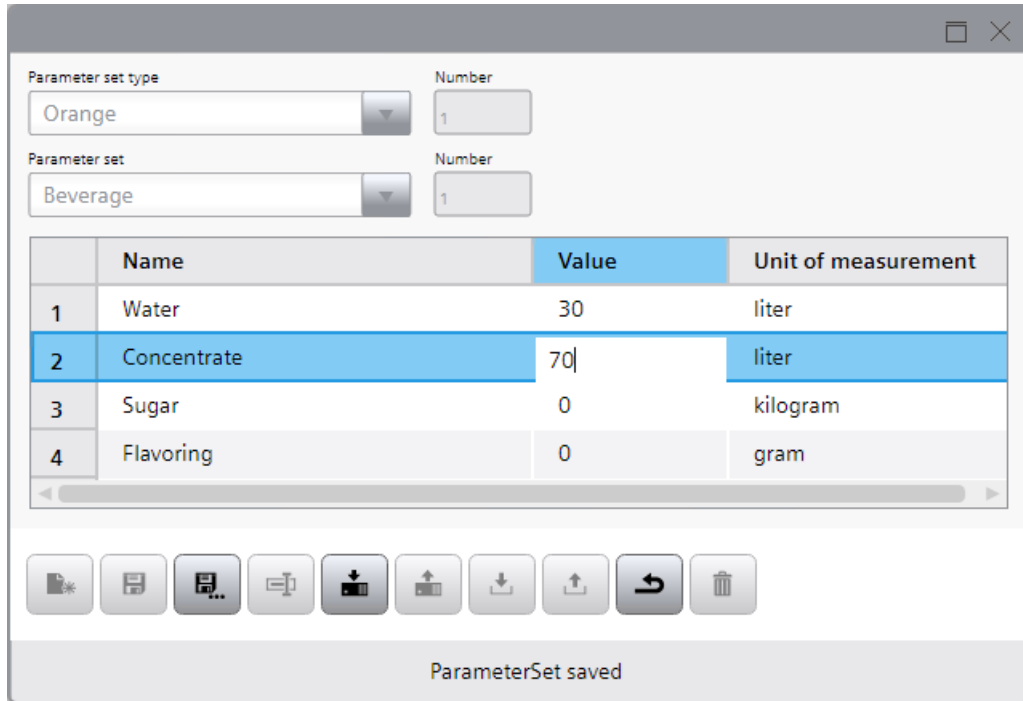 Parameter set type Number
Orange 1
Parameter set Number
Beverage 1
Name Value Unit of measurement
1 Water 30 liter
2 Concentrate 70 liter
3 Sugar 0 kilogram
4 Flavoring 0 gram
ParameterSet saved